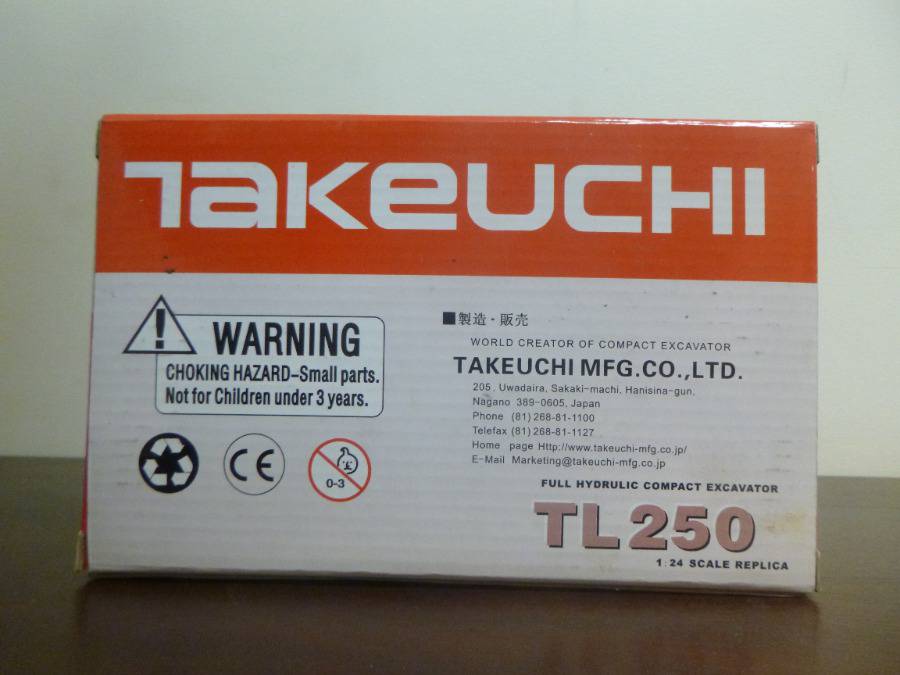 TAKEUCHI
WARNING
CHOKING HAZARD-Small parts.
Not for Children under 3 years.
CE
0-3
■製造・販売
WORLD CREATOR OF COMPACT EXCAVATOR
TAKEUCHI MFG.CO.,LTD.
205, Uwadaira, Sakaki-machi, Hanisina-gun,
Nagano 389-0605, Japan
Phone (81) 268-81-1100
Telefax (81) 268-81-1127
Home page Http://www.takeuchi-mfg.co.jp/
E-Mail Marketing@takeuchi-mfg.co.jp
FULL HYDRULIC COMPACT EXCAVATOR
TL250
1:24 SCALE REPLICA